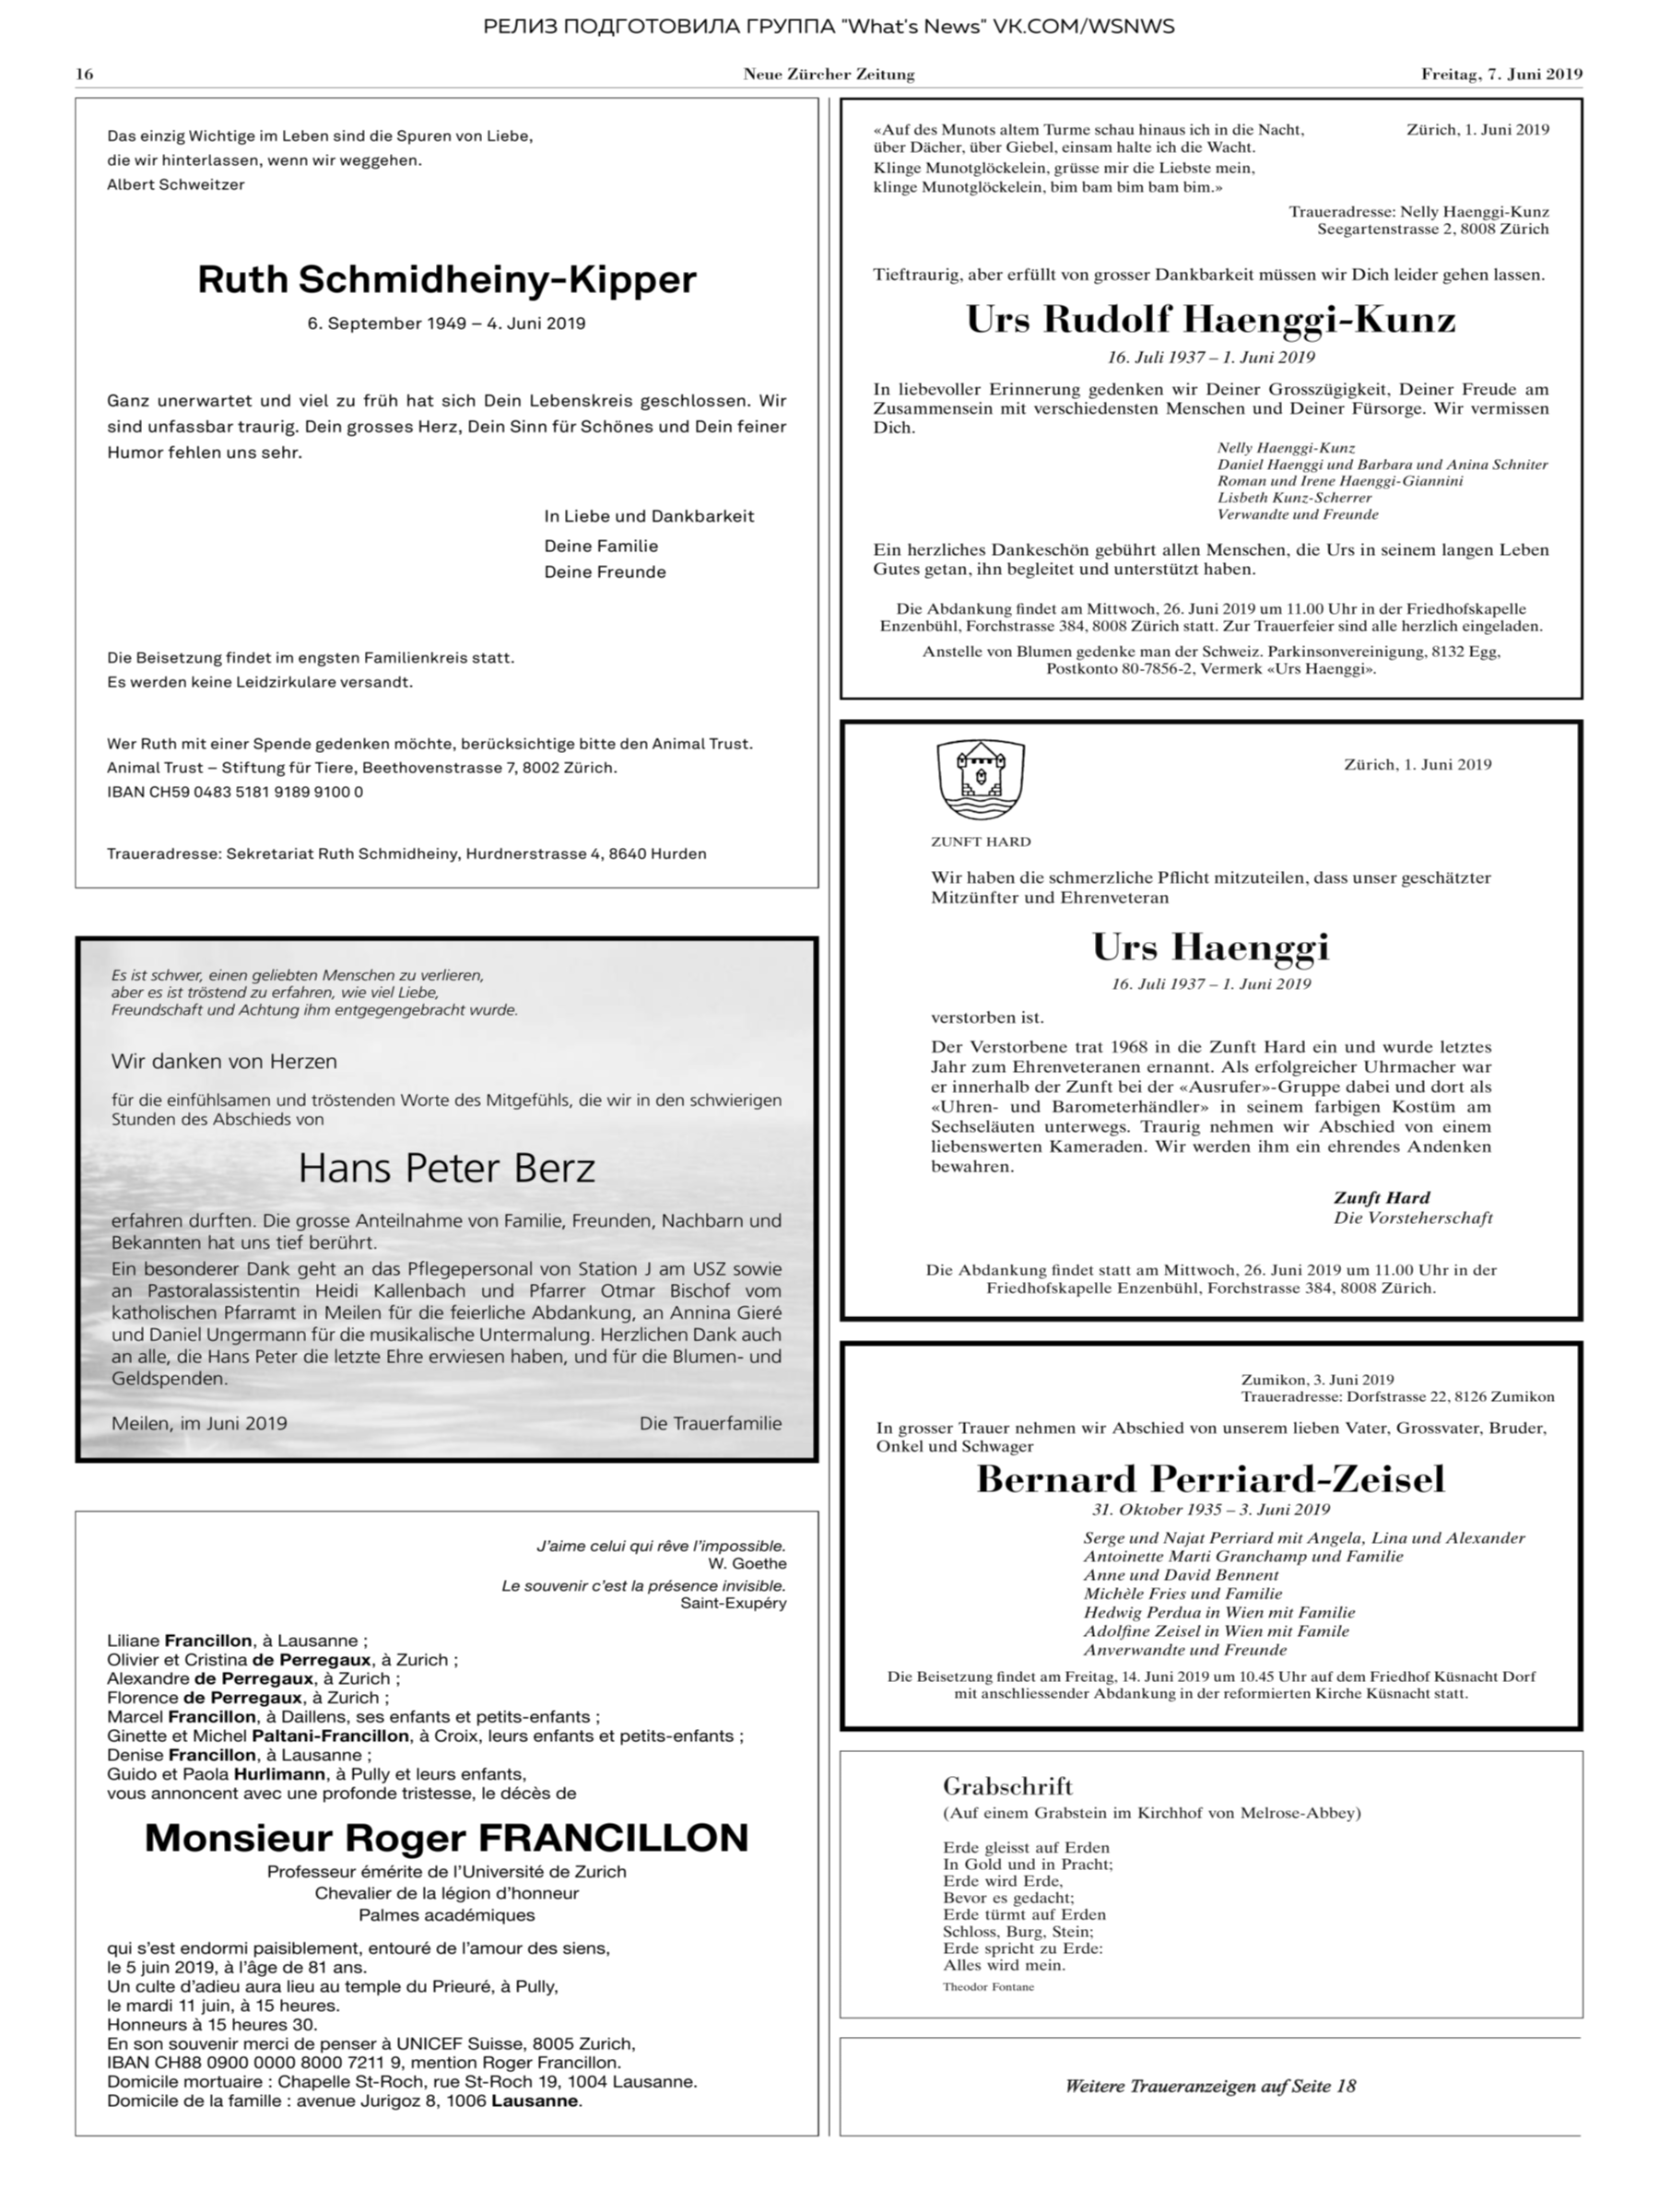 РЕЛИЗ ПОДГОТОВИЛА ГРУППА "What's News" VK.COM/WSNWS
16
Neue Zürcher Zeitung
Freitag, 7. Juni 2019
Das einzig Wichtige im Leben sind die Spuren von Liebe,
die wir hinterlassen, wenn wir weggehen.
Albert Schweitzer
Ruth Schmidheiny-Kipper
6. September 1949 – 4. Juni 2019
Ganz unerwartet und viel zu früh hat sich Dein Lebenskreis geschlossen. Wir
sind unfassbar traurig. Dein grosses Herz, Dein Sinn für Schönes und Dein feiner
Humor fehlen uns sehr.
In Liebe und Dankbarkeit
Deine Familie
Deine Freunde
Die Beisetzung findet im engsten Familienkreis statt.
Es werden keine Leidzirkulare versandt.
Wer Ruth mit einer Spende gedenken möchte, berücksichtige bitte den Animal Trust.
Animal Trust – Stiftung für Tiere, Beethovenstrasse 7, 8002 Zürich.
IBAN CH59 0483 5181 9189 9100 0
Traueradresse: Sekretariat Ruth Schmidheiny, Hurdnerstrasse 4, 8640 Hurden
Es ist schwer, einen geliebten Menschen zu verlieren,
aber es ist tröstend zu erfahren, wie viel Liebe,
Freundschaft und Achtung ihm entgegengebracht wurde.
Wir danken von Herzen
für die einfühlsamen und tröstenden Worte des Mitgefühls, die wir in den schwierigen
Stunden des Abschieds von
Hans Peter Berz
erfahren durften. Die grosse Anteilnahme von Familie, Freunden, Nachbarn und
Bekannten hat uns tief berührt.
Ein besonderer Dank geht an das Pflegepersonal von Station J am USZ sowie
an Pastoralassistentin Heidi Kallenbach und Pfarrer Otmar Bischof vom
katholischen Pfarramt in Meilen für die feierliche Abdankung, an Annina Gieré
und Daniel Ungermann für die musikalische Untermalung. Herzlichen Dank auch
an alle, die Hans Peter die letzte Ehre erwiesen haben, und für die Blumen- und
Geldspenden.
Meilen, im Juni 2019
Die Trauerfamilie
J'aime celui qui rêve l'impossible.
W. Goethe
Le souvenir c'est la présence invisible.
Saint-Exupéry
Liliane Francillon, à Lausanne ;
Olivier et Cristina de Perregaux, à Zurich ;
Alexandre de Perregaux, à Zurich ;
Florence de Perregaux, à Zurich ;
Marcel Francillon, à Daillens, ses enfants et petits-enfants ;
Ginette et Michel Paltani-Francillon, à Croix, leurs enfants et petits-enfants ;
Denise Francillon, à Lausanne ;
Guido et Paola Hurlimann, à Pully et leurs enfants,
vous annoncent avec une profonde tristesse, le décès de
Monsieur Roger FRANCILLON
Professeur émérite de l'Université de Zurich
Chevalier de la légion d'honneur
Palmes académiques
qui s'est endormi paisiblement, entouré de l'amour des siens,
le 5 juin 2019, à l'âge de 81 ans.
Un culte d'adieu aura lieu au temple du Prieuré, à Pully,
le mardi 11 juin, à 15 heures.
Honneurs à 15 heures 30.
En son souvenir merci de penser à UNICEF Suisse, 8005 Zurich,
IBAN CH88 0900 0000 8000 7211 9, mention Roger Francillon.
Domicile mortuaire : Chapelle St-Roch, rue St-Roch 19, 1004 Lausanne.
Domicile de la famille : avenue Jurigoz 8, 1006 Lausanne.
«Auf des Munots altem Turme schau hinaus ich in die Nacht,
über Dächer, über Giebel, einsam halte ich die Wacht.
Klinge Munotglöckelein, grüsse mir die Liebste mein,
klinge Munotglöckelein, bim bam bim bam bim.»
Zürich, 1. Juni 2019
Traueradresse: Nelly Haenggi-Kunz
Seegartenstrasse 2, 8008 Zürich
Tieftraurig, aber erfüllt von grosser Dankbarkeit müssen wir Dich leider gehen lassen.
Urs Rudolf Haenggi-Kunz
16. Juli 1937 – 1. Juni 2019
In liebevoller Erinnerung gedenken wir Deiner Grosszügigkeit, Deiner Freude am
Zusammensein mit verschiedensten Menschen und Deiner Fürsorge. Wir vermissen
Dich.
Nelly Haenggi-Kunz
Daniel Haenggi und Barbara und Anina Schniter
Roman und Irene Haenggi-Giannini
Lisbeth Kunz-Scherrer
Verwandte und Freunde
Ein herzliches Dankeschön gebührt allen Menschen, die Urs in seinem langen Leben
Gutes getan, ihn begleitet und unterstützt haben.
Die Abdankung findet am Mittwoch, 26. Juni 2019 um 11.00 Uhr in der Friedhofskapelle
Enzenbühl, Forchstrasse 384, 8008 Zürich statt. Zur Trauerfeier sind alle herzlich eingeladen.
Anstelle von Blumen gedenke man der Schweiz. Parkinsonvereinigung, 8132 Egg,
Postkonto 80-7856-2, Vermerk «Urs Haenggi».
Zürich, 1. Juni 2019
ZUNFT HARD
Wir haben die schmerzliche Pflicht mitzuteilen, dass unser geschätzter
Mitzünfter und Ehrenveteran
Urs Haenggi
16. Juli 1937 – 1. Juni 2019
verstorben ist.
Der Verstorbene trat 1968 in die Zunft Hard ein und wurde letztes
Jahr zum Ehrenveteranen ernannt. Als erfolgreicher Uhrmacher war
er innerhalb der Zunft bei der «Ausrufer»-Gruppe dabei und dort als
«Uhren- und Barometerhändler» in seinem farbigen Kostüm am
Sechseläuten unterwegs. Traurig nehmen wir Abschied von einem
liebenswerten Kameraden. Wir werden ihm ein ehrendes Andenken
bewahren.
Zunft Hard
Die Vorsteherschaft
Die Abdankung findet statt am Mittwoch, 26. Juni 2019 um 11.00 Uhr in der
Friedhofskapelle Enzenbühl, Forchstrasse 384, 8008 Zürich.
Zumikon, 3. Juni 2019
Traueradresse: Dorfstrasse 22, 8126 Zumikon
In grosser Trauer nehmen wir Abschied von unserem lieben Vater, Grossvater, Bruder,
Onkel und Schwager
Bernard Perriard-Zeisel
31. Oktober 1935 – 3. Juni 2019
Serge und Najat Perriard mit Angela, Lina und Alexander
Antoinette Marti Granchamp und Familie
Anne und David Bennent
Michèle Fries und Familie
Hedwig Perdua in Wien mit Familie
Adolfine Zeisel in Wien mit Famile
Anverwandte und Freunde
Die Beisetzung findet am Freitag, 14. Juni 2019 um 10.45 Uhr auf dem Friedhof Küsnacht Dorf
mit anschliessender Abdankung in der reformierten Kirche Küsnacht statt.
Grabschrift
(Auf einem Grabstein im Kirchhof von Melrose-Abbey)
Erde gleisst auf Erden
In Gold und in Pracht;
Erde wird Erde,
Bevor es gedacht;
Erde türmt auf Erden
Schloss, Burg, Stein;
Erde spricht zu Erde:
Alles wird mein.
Theodor Fontane
Weitere Traueranzeigen auf Seite 18